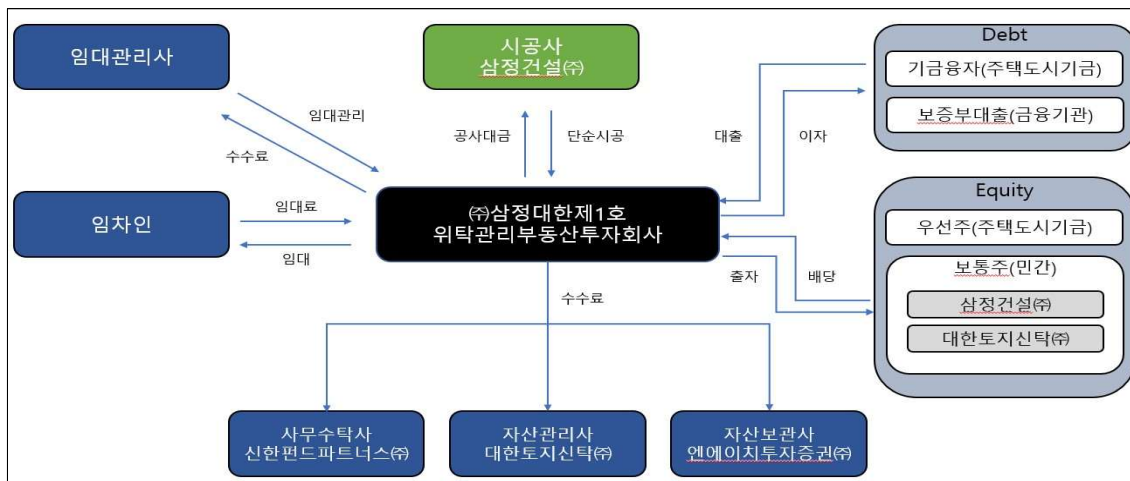 임대관리사
시공사
삼정건설㈜
Debt
기금융자(주택도시기금)
보증부대출(금융기관)
임대관리
수수료
공사대금
단순시공
대출
이자
임차인
임대료
임대
㈜삼정대한제1호
위탁관리부동산투자회사
Equity
우선주(주택도시기금)
보통주(민간)
삼정건설㈜
대한토지신탁㈜
출자
배당
수수료
사무수탁사
신한펀드파트너스㈜
자산관리사
대한토지신탁㈜
자산보관사
엔에이치투자증권㈜